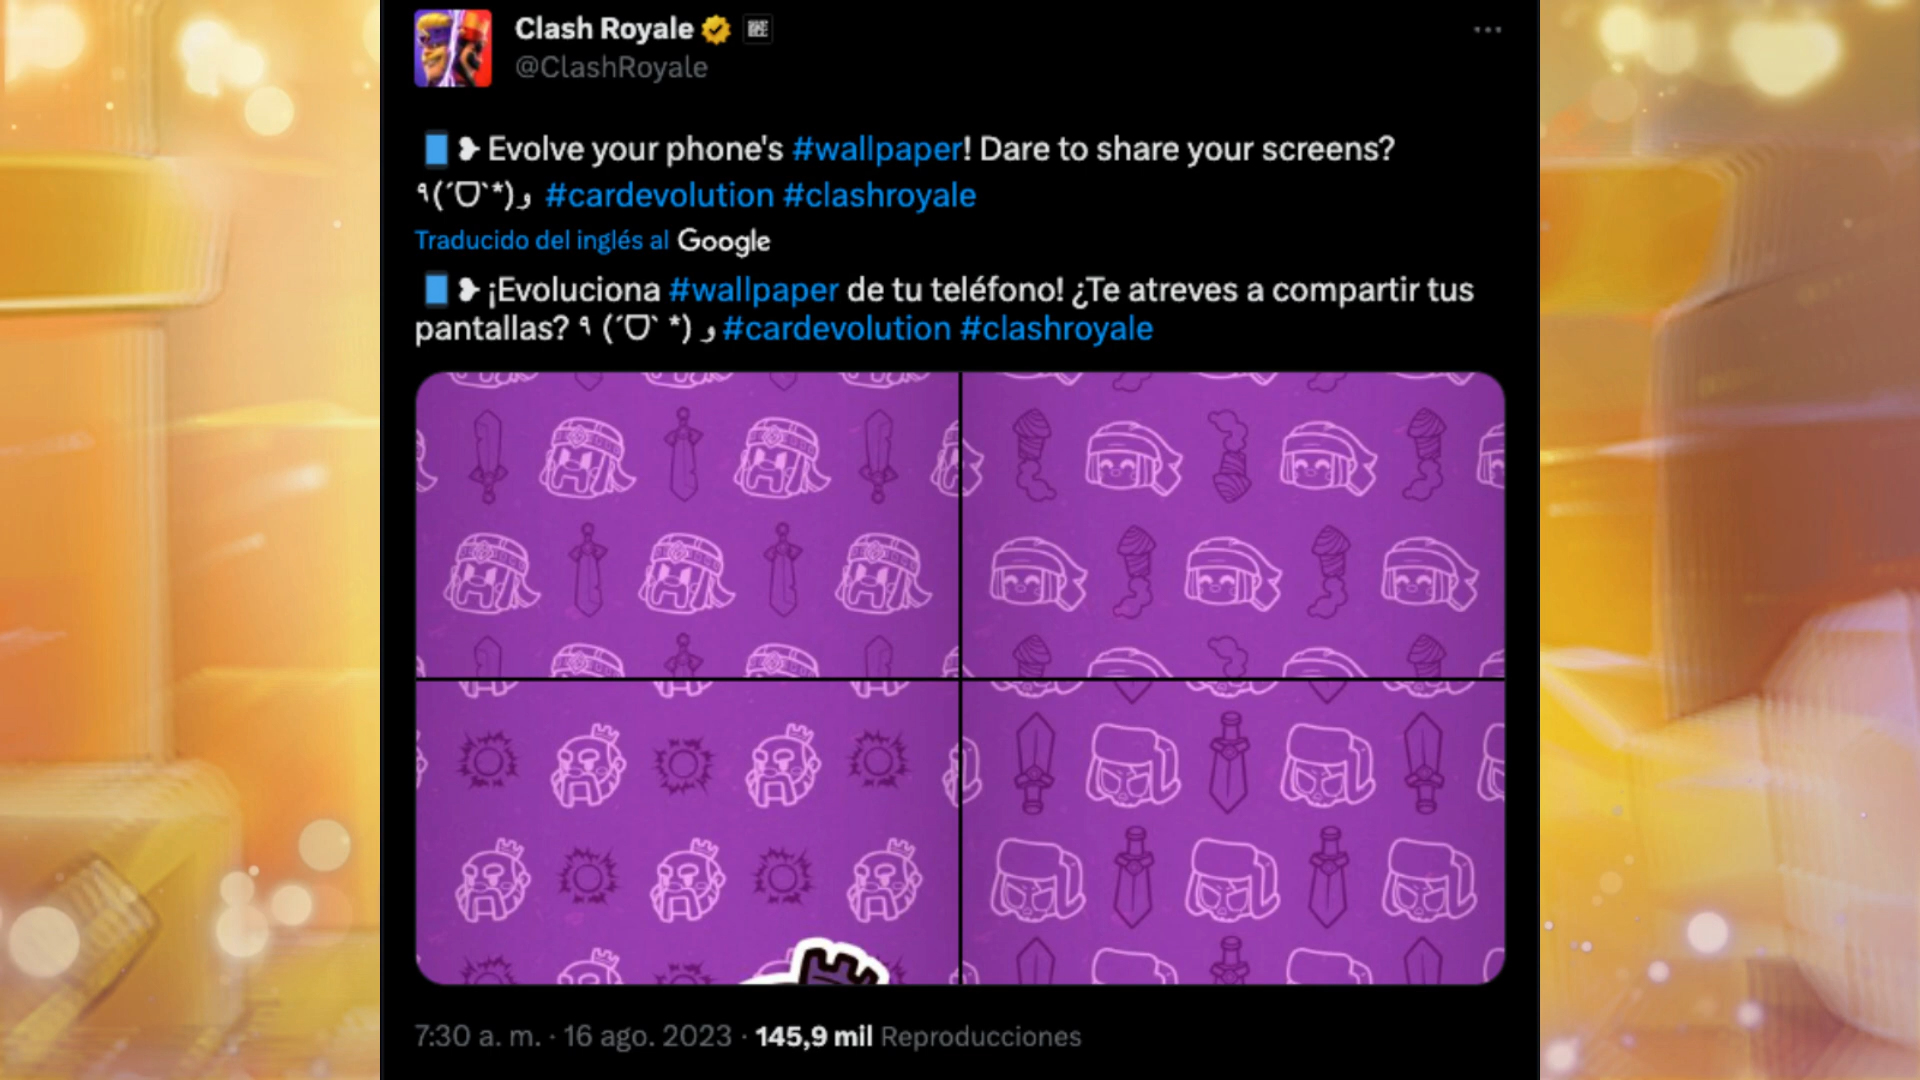 Clash Royale
@ClashRoyale
Evolve your phone's #wallpaper! Dare to share your screens?
٩(ˊᗜˋ*)و #cardevolution #clashroyale
Traducido del inglés al Google
¡Evoluciona #wallpaper de tu teléfono! ¿Te atreves a compartir tus
pantallas? ٩ (ˊᗜˋ *) و #cardevolution #clashroyale
7:30 a. m. · 16 ago. 2023 · 145,9 mil Reproducciones